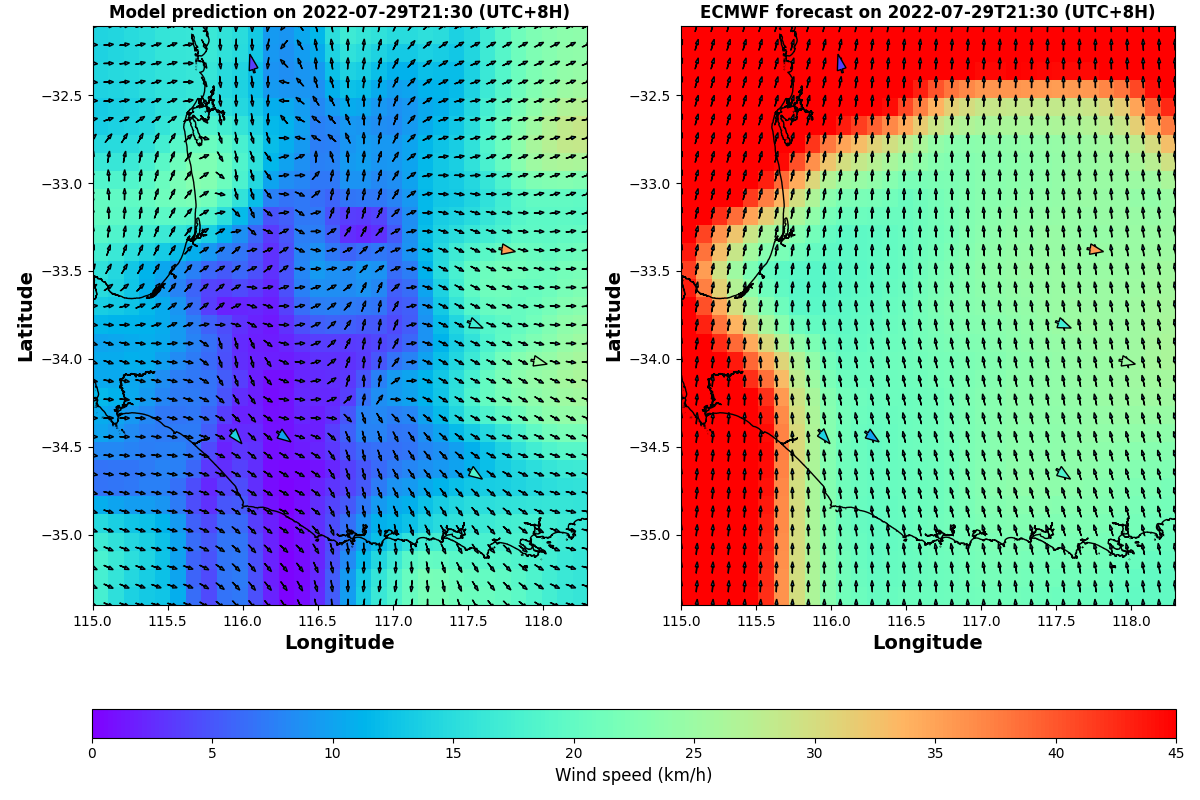 Model prediction on 2022-07-29T21:30 (UTC+8H)
ECMWF forecast on 2022-07-29T21:30 (UTC+8H)
Latitude
−32.5
−33.0
−33.5
−34.0
−34.5
−35.0
115.0 115.5 116.0 116.5 117.0 117.5 118.0
Longitude
Latitude
−32.5
−33.0
−33.5
−34.0
−34.5
−35.0
115.0 115.5 116.0 116.5 117.0 117.5 118.0
Longitude
0 5 10 15 20 25 30 35 40 45
Wind speed (km/h)